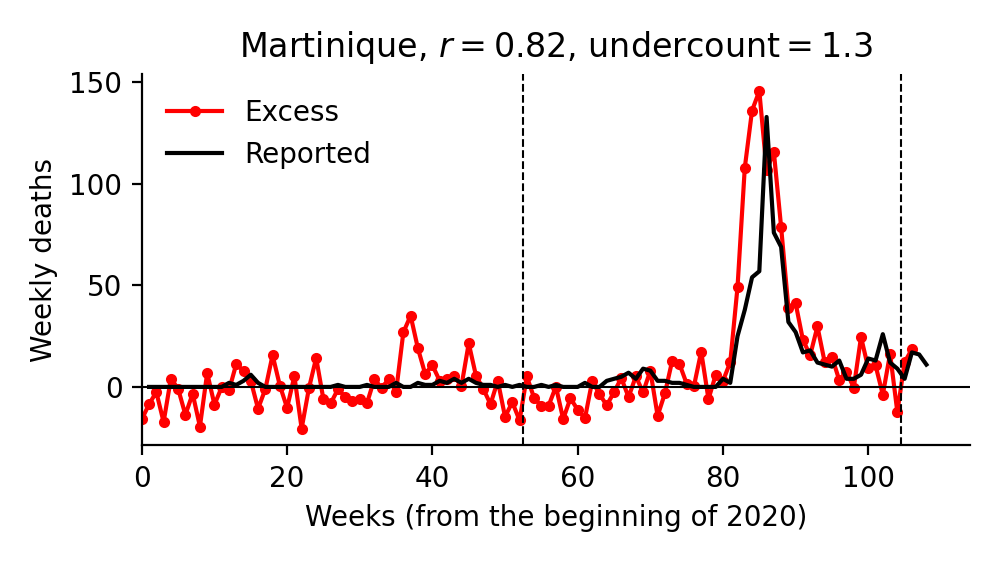 Martinique, r = 0.82, undercount = 1.3
Excess
Reported
Weekly deaths
150
100
50
0
0 20 40 60 80 100
Weeks (from the beginning of 2020)